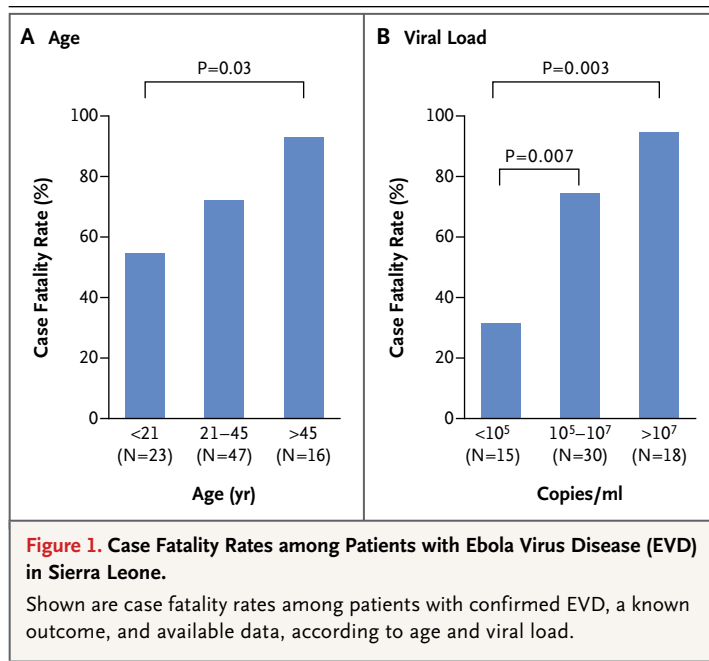 A Age
P=0.03
Case Fatality Rate (%)
100
80
60
40
20
0
<21 21–45 >45
(N=23) (N=47) (N=16)
Age (yr)
B Viral Load
P=0.003
P=0.007
Case Fatality Rate (%)
100
80
60
40
20
0
<10⁵ 10⁵–10⁷ >10⁷
(N=15) (N=30) (N=18)
Copies/ml
Figure 1. Case Fatality Rates among Patients with Ebola Virus Disease (EVD)
in Sierra Leone.
Shown are case fatality rates among patients with confirmed EVD, a known
outcome, and available data, according to age and viral load.